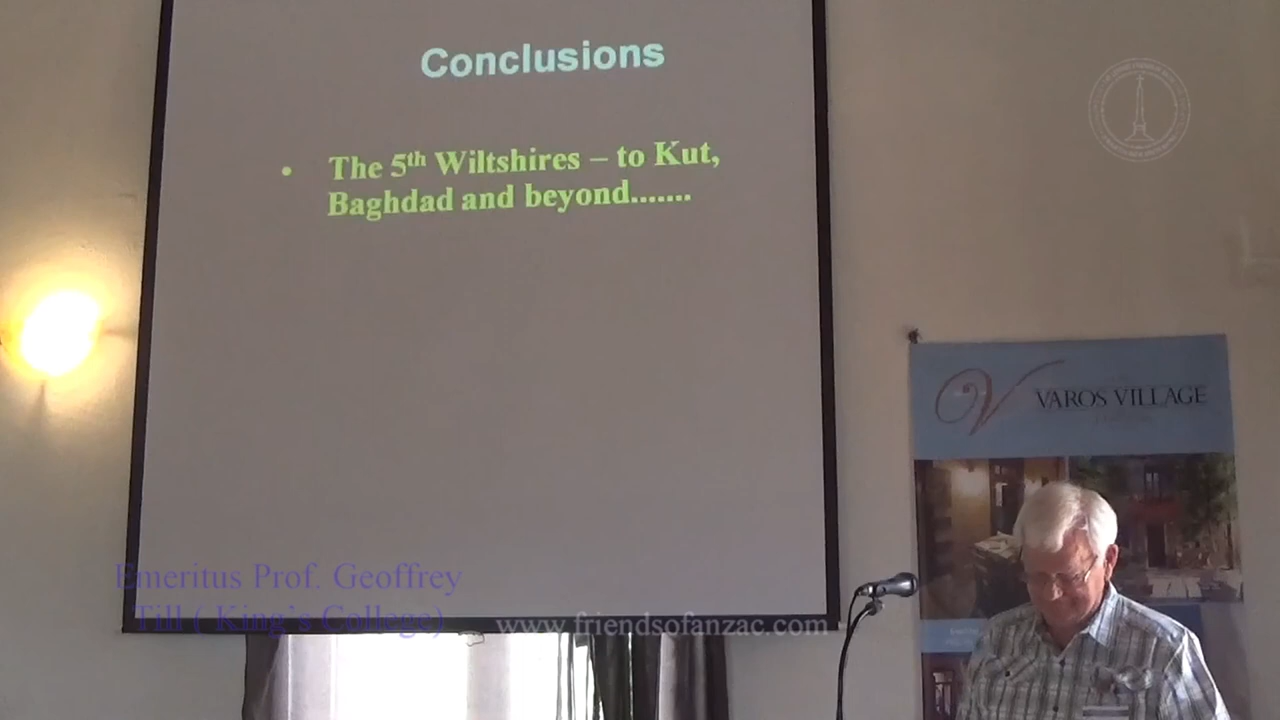 Conclusions
• The 5th Wiltshires – to Kut,
Baghdad and beyond.......
V VAROS VILLAGE
Emeritus Prof. Geoffrey
Till ( King's College)
www.friendsofanzac.com